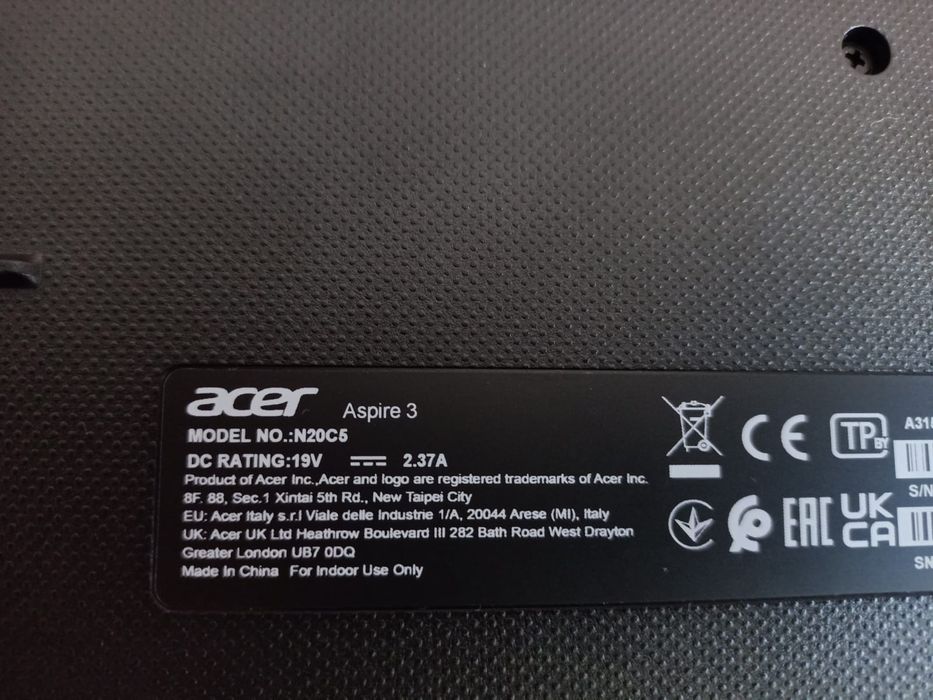 acer Aspire 3
MODEL NO.:N20C5
DC RATING:19V 2.37A
Product of Acer Inc.,Acer and logo are registered trademarks of Acer Inc.
8F. 88, Sec.1 Xintai 5th Rd., New Taipei City
EU: Acer Italy s.r.l Viale delle Industrie 1/A, 20044 Arese (MI), Italy
UK: Acer UK Ltd Heathrow Boulevard III 282 Bath Road West Drayton
Greater London UB7 0DQ
Made In China For Indoor Use Only
CE TP BY
EAC UK
CA
A315
S/N
SN